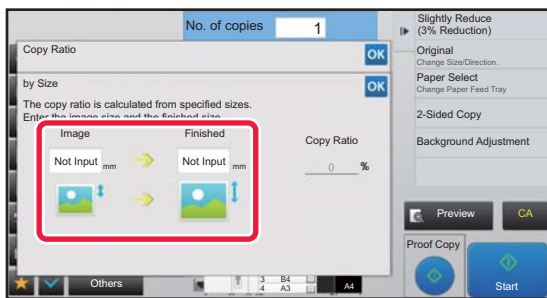 No. of copies 1
Slightly Reduce
(3% Reduction)
Copy Ratio OK
Original
Change Size/Direction.
by Size OK
Paper Select
Change Paper Feed Tray
The copy ratio is calculated from specified sizes.
Enter the image size and the finished size.
2-Sided Copy
Image Finished
Copy Ratio
Background Adjustment
Not Input mm
Not Input mm
0 %
Preview CA
Proof Copy
Others
3 B4
4 A3
A4
Start